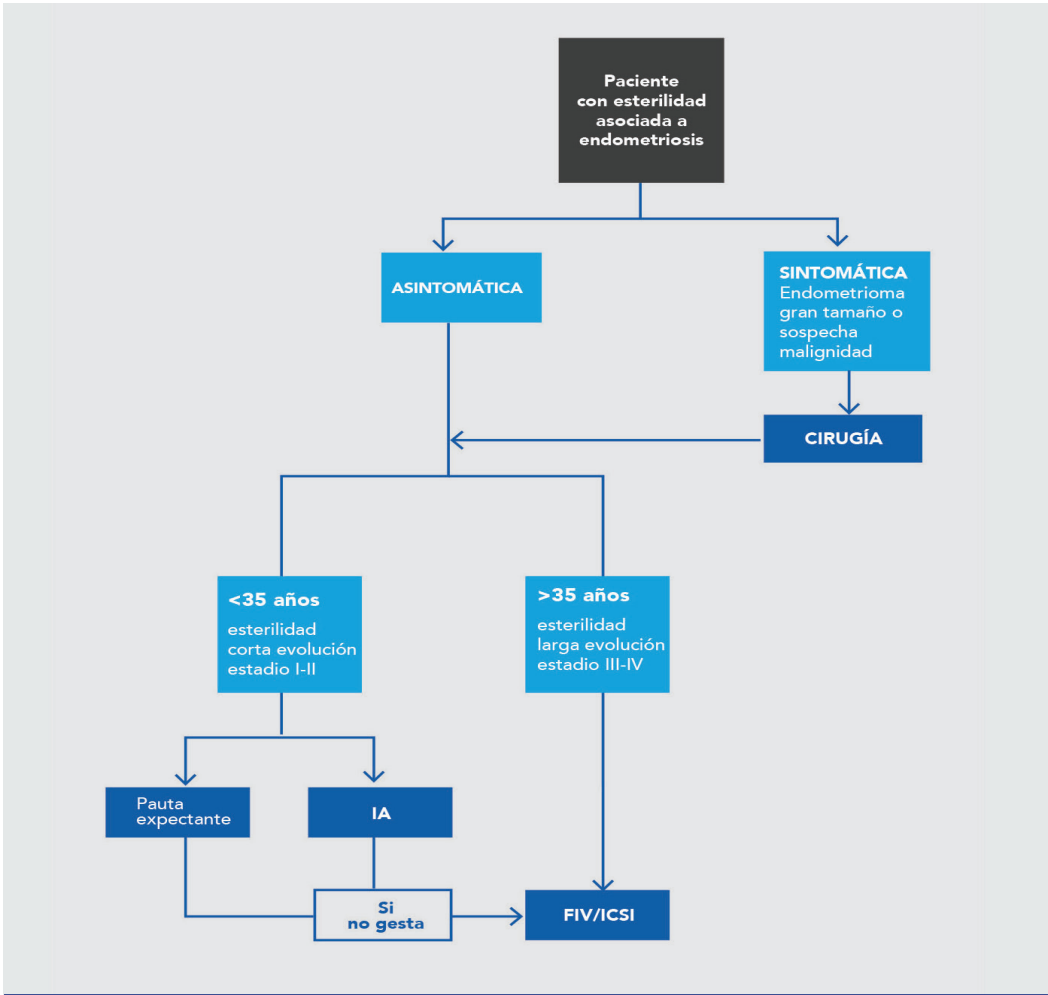 Paciente
con esterilidad
asociada a
endometriosis
ASINTOMÁTICA
SINTOMÁTICA
Endometrioma
gran tamaño o
sospecha
malignidad
CIRUGÍA
<35 años
esterilidad
corta evolución
estadio I-II
>35 años
esterilidad
larga evolución
estadio III-IV
Pauta
expectante
IA
Si
no gesta
FIV/ICSI